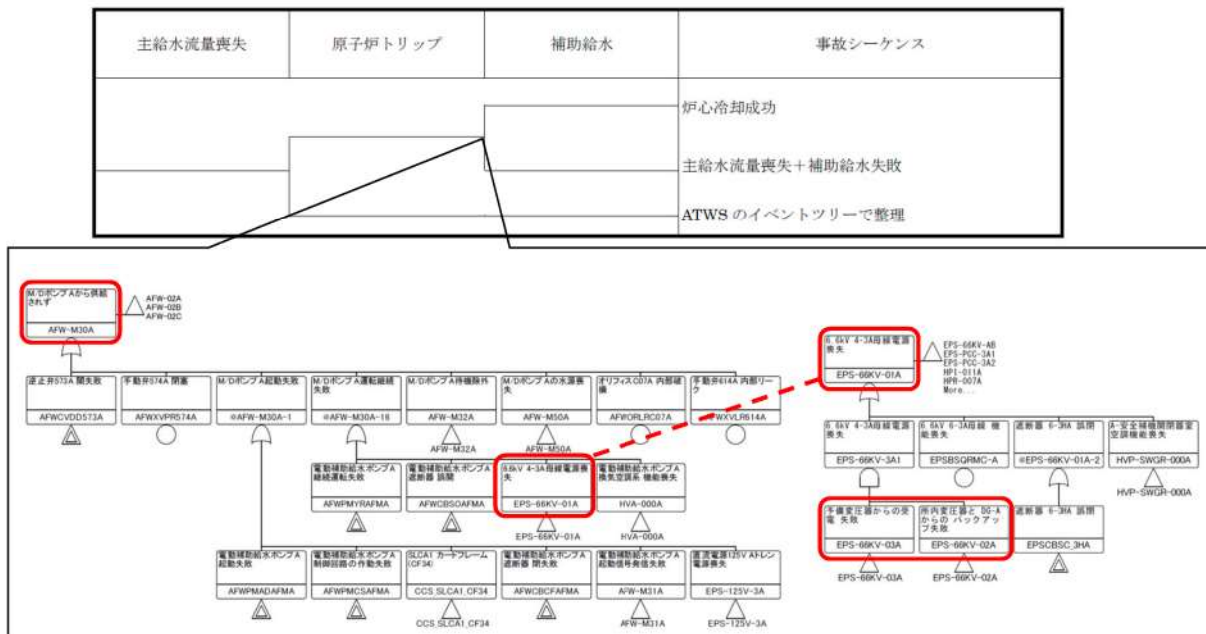 主給水流量喪失
原子炉トリップ
補助給水
事故シーケンス
炉心冷却成功
主給水流量喪失＋補助給水失敗
ATWSのイベントツリーで整理
M/Dポンプ Aから供給
されず
AFW-M30A
AFW-02A
AFW-02B
AFW-02C
逆止弁573A 開失敗
AFWCVDD573A
手動弁574A 閉塞
AFWXVPR574A
M/Dポンプ A起動失敗
※AFW-M30A-1
M/Dポンプ A運転継続
失敗
※AFW-M30A-16
M/Dポンプ A待機除外
AFW-M32A
AFW-M32A
M/Dポンプ Aの水源喪
失
AFW-M50A
AFW-M50A
オリフィスC07A 内部破
損
AFWORLRC07A
手動弁614A 内部リー
ク
AFWXVLR614A
電動補助給水ポンプ A
継続運転失敗
AFWPMYRAFMA
電動補助給水ポンプ A
遮断器 誤開
AFWCBSOAFMA
6.6kV 4-3A母線電源喪
失
EPS-66KV-01A
EPS-66KV-01A
電動補助給水ポンプ A
換気空調系 機能喪失
HVA-000A
HVA-000A
電動補助給水ポンプ A
起動失敗
AFWPMADAFMA
電動補助給水ポンプ A
制御回路の作動失敗
AFWPMCSAFMA
SLCA1 カードフレーム
(CF34)
CCS_SLCA1_CF34
CCS_SLCA1_CF34
電動補助給水ポンプ A
遮断器 閉失敗
AFWCBCFAFMA
電動補助給水ポンプ A
起動信号発信失敗
AFW-M31A
AFW-M31A
直流電源125V Aトレン
電源喪失
EPS-125V-3A
EPS-125V-3A
6.6kV 4-3A母線電源
喪失
EPS-66KV-01A
EPS-66KV-AB
EPS-PCC-3A1
EPS-PCC-3A2
HPI-011A
HPR-007A
More...
6.6kV 4-3A母線電源
喪失
EPS-66KV-3A1
6.6kV 6-3A母線 機
能喪失
EPSBSQRMC-A
遮断器 6-3HA 誤開
※EPS-66KV-01A-2
A-安全補機開閉器室
空調機能喪失
HVP-SWGR-000A
HVP-SWGR-000A
予備変圧器からの受
電 失敗
EPS-66KV-03A
EPS-66KV-03A
所内変圧器と DG-A
からの バックアッ
プ失敗
EPS-66KV-02A
EPS-66KV-02A
遮断器 6-3HA 誤開
EPSCBSC_3HA